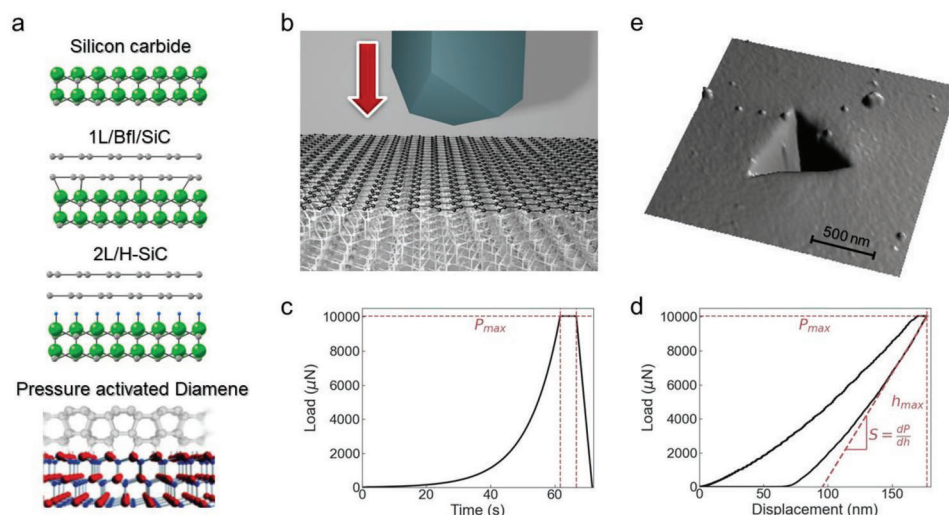 a
Silicon carbide
1L/Bfl/SiC
2L/H-SiC
Pressure activated Diamene
b
e
500 nm
c
10000
8000
6000
4000
2000
0
Load (μN)
P_max
0
20
40
60
Time (s)
d
10000
8000
6000
4000
2000
0
Load (μN)
P_max
h_max
S = dP/dh
0
50
100
150
Displacement (nm)